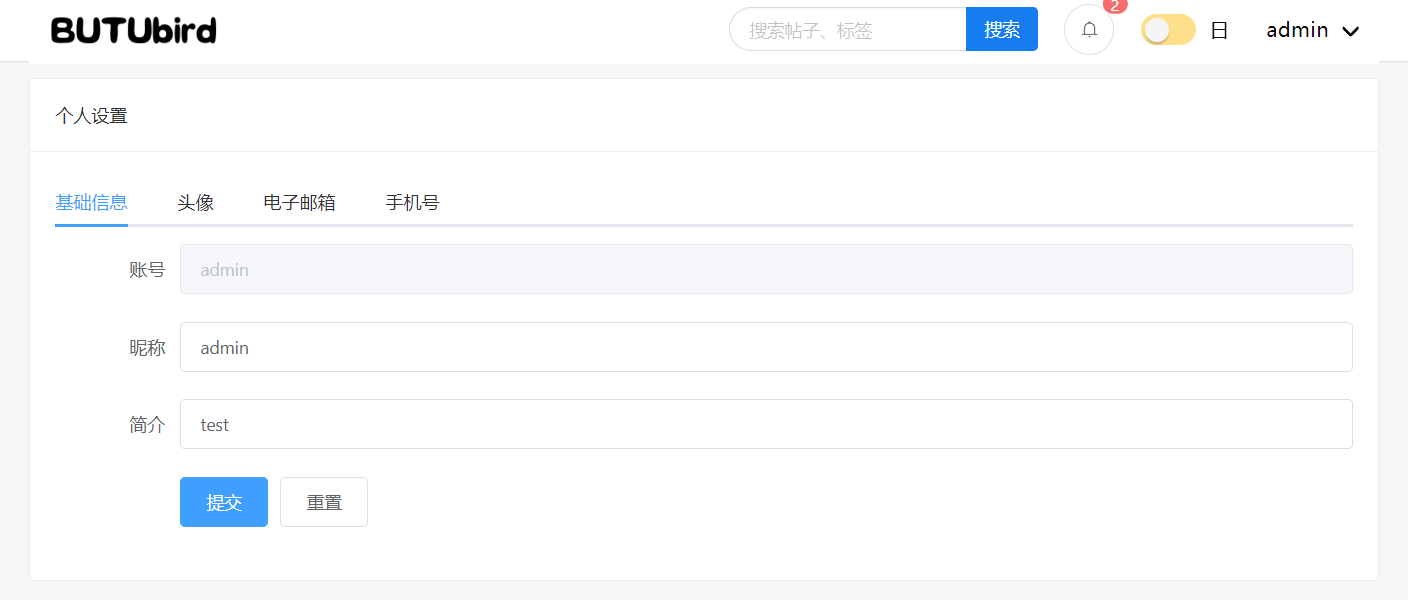 BUTUbird
搜索帖子、标签
搜索
2
日
admin
个人设置
基础信息 头像 电子邮箱 手机号
账号 admin
昵称 admin
简介 test
提交 重置